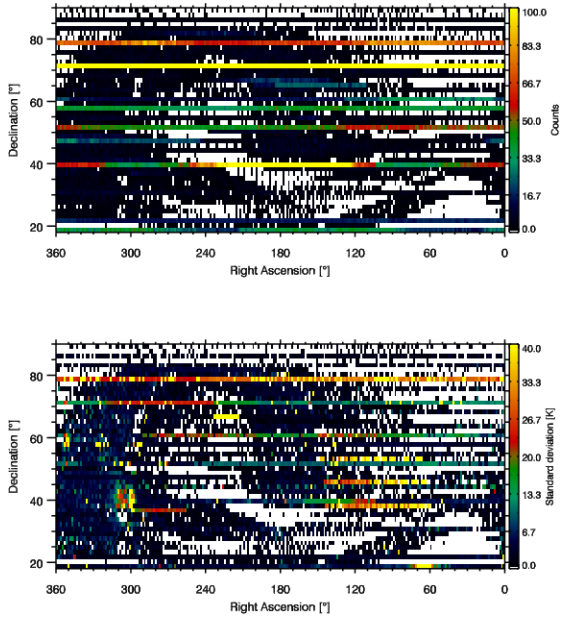 100.0
80
83.3
66.7
60
50.0
40
33.3
16.7
20
0.0
360 300 240 180 120 60 0
Declination [°]
Right Ascension [°]
Counts
40.0
80
33.3
26.7
60
20.0
40
13.3
6.7
20
0.0
360 300 240 180 120 60 0
Declination [°]
Right Ascension [°]
Standard deviation [K]